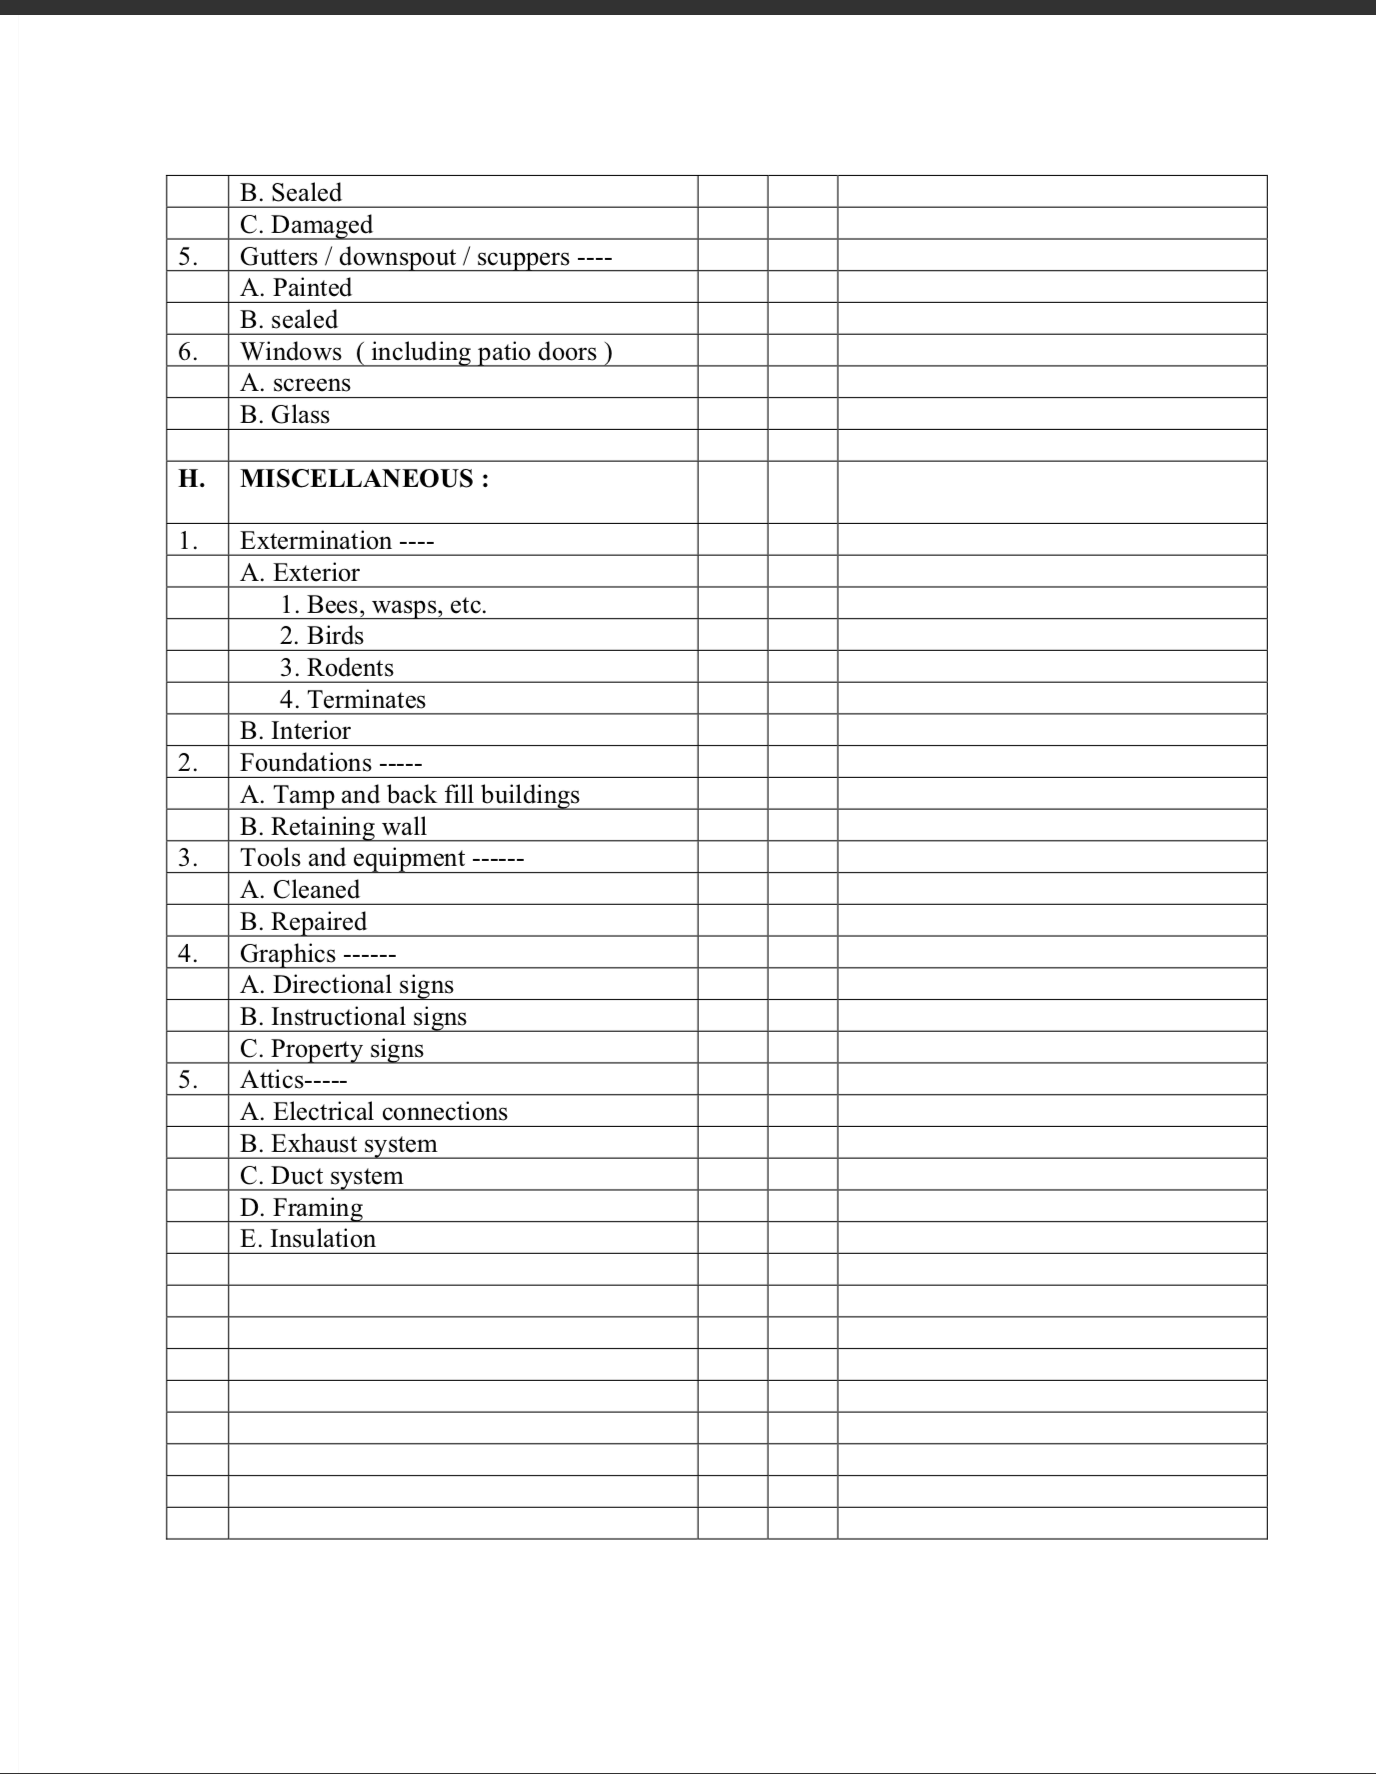 B. Sealed
C. Damaged
5. Gutters / downspout / scuppers ----
A. Painted
B. sealed
6. Windows ( including patio doors )
A. screens
B. Glass
H. MISCELLANEOUS :
1. Extermination ----
A. Exterior
1. Bees, wasps, etc.
2. Birds
3. Rodents
4. Terminates
B. Interior
2. Foundations -----
A. Tamp and back fill buildings
B. Retaining wall
3. Tools and equipment ------
A. Cleaned
B. Repaired
4. Graphics ------
A. Directional signs
B. Instructional signs
C. Property signs
5. Attics-----
A. Electrical connections
B. Exhaust system
C. Duct system
D. Framing
E. Insulation